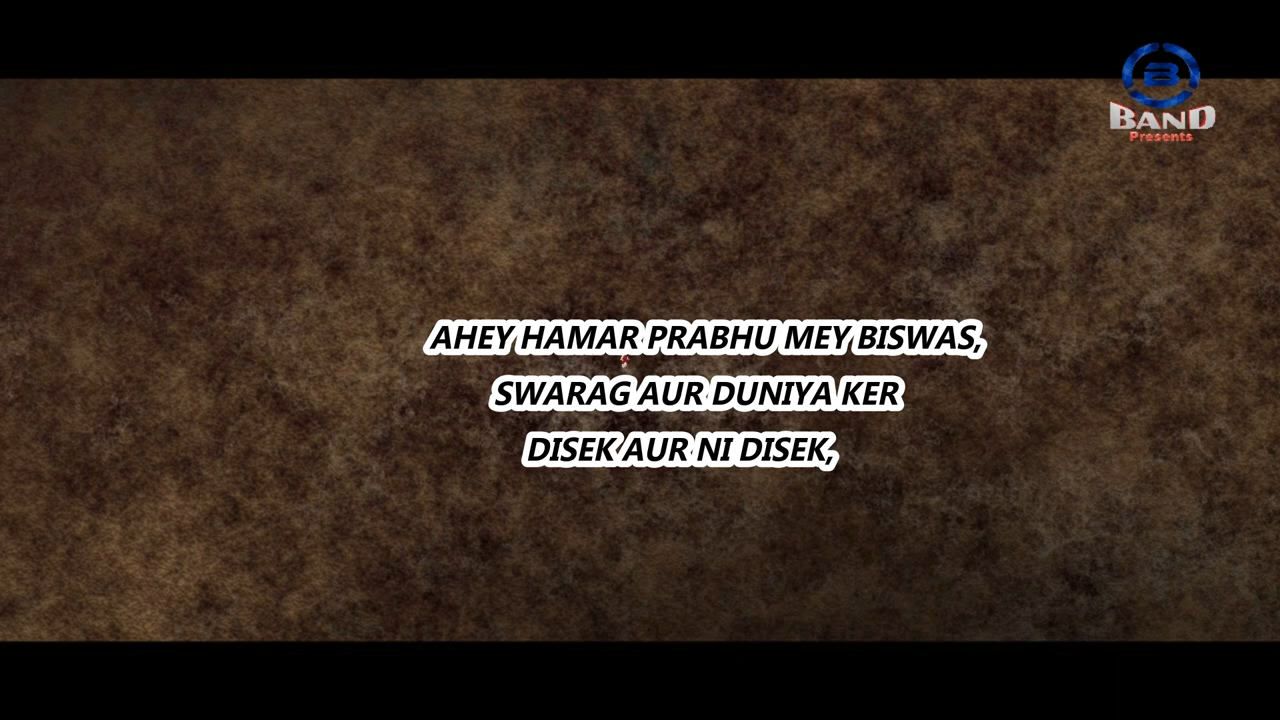 B
BAND
Presents
AHEY HAMAR PRABHU MEY BISWAS,
SWARAG AUR DUNIYA KER
DISEK AUR NI DISEK,